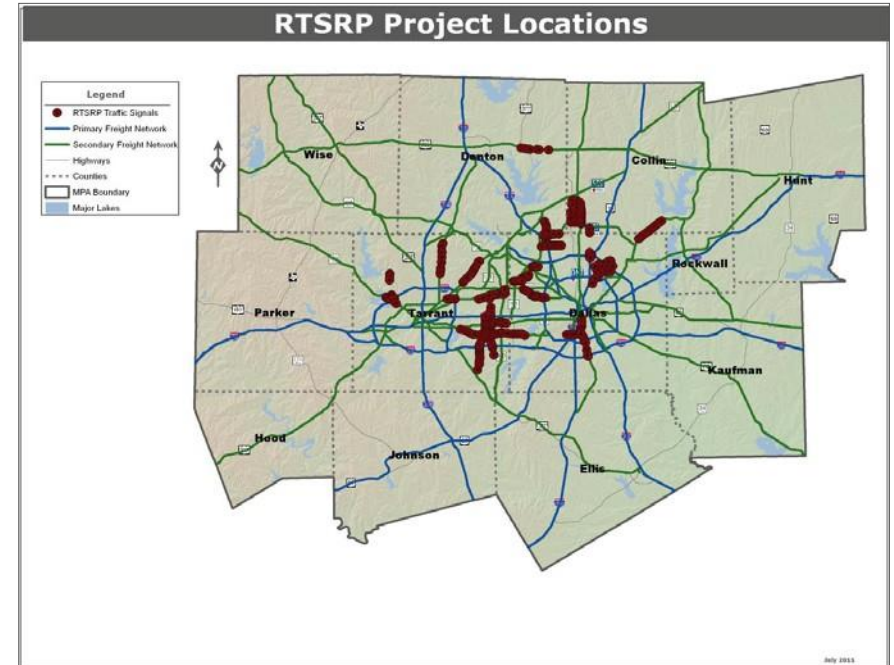 RTSRP Project Locations
Legend
RTSRP Traffic Signals
Primary Freight Network
Secondary Freight Network
Highways
Counties
MPA Boundary
Major Lakes
N
Wise
Denton
Collin
Hunt
Parker
Tarrant
Dallas
Rockwall
Kaufman
Hood
Johnson
Ellis
July 2011